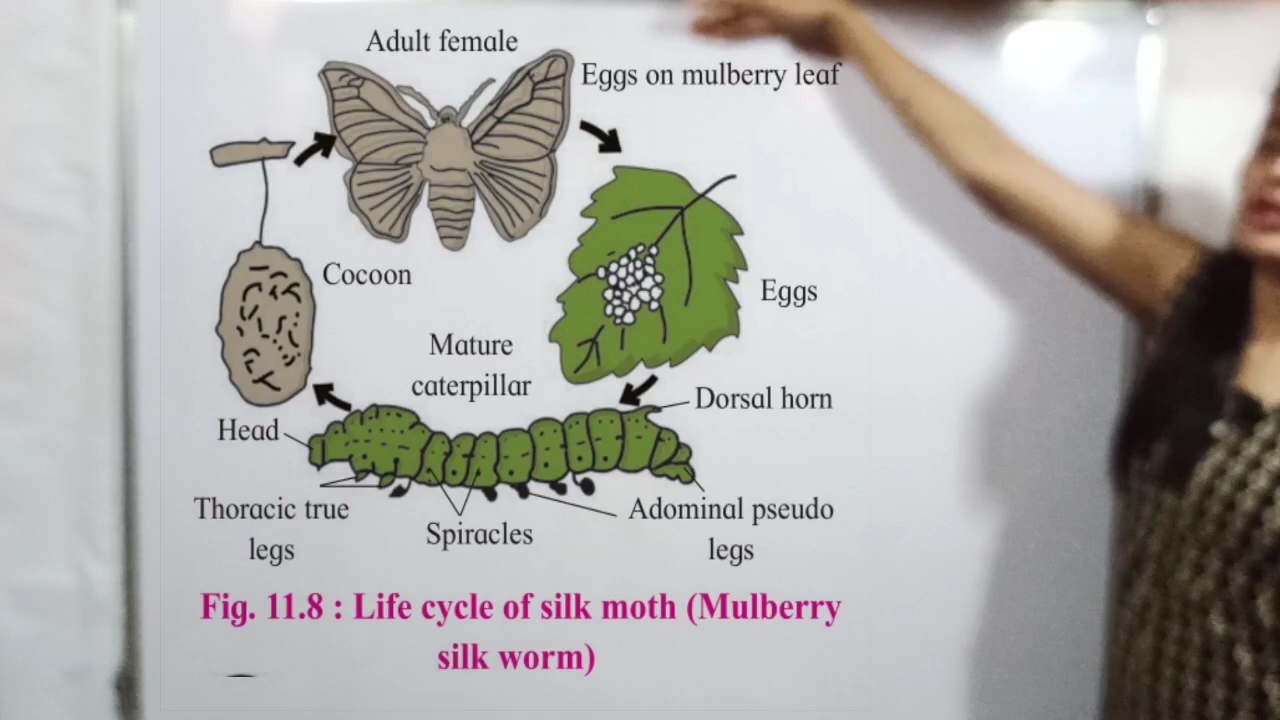 Adult female
Eggs on mulberry leaf
Cocoon
Eggs
Mature
caterpillar
Dorsal horn
Head
Thoracic true
legs
Spiracles
Adominal pseudo
legs
Fig. 11.8 : Life cycle of silk moth (Mulberry
silk worm)